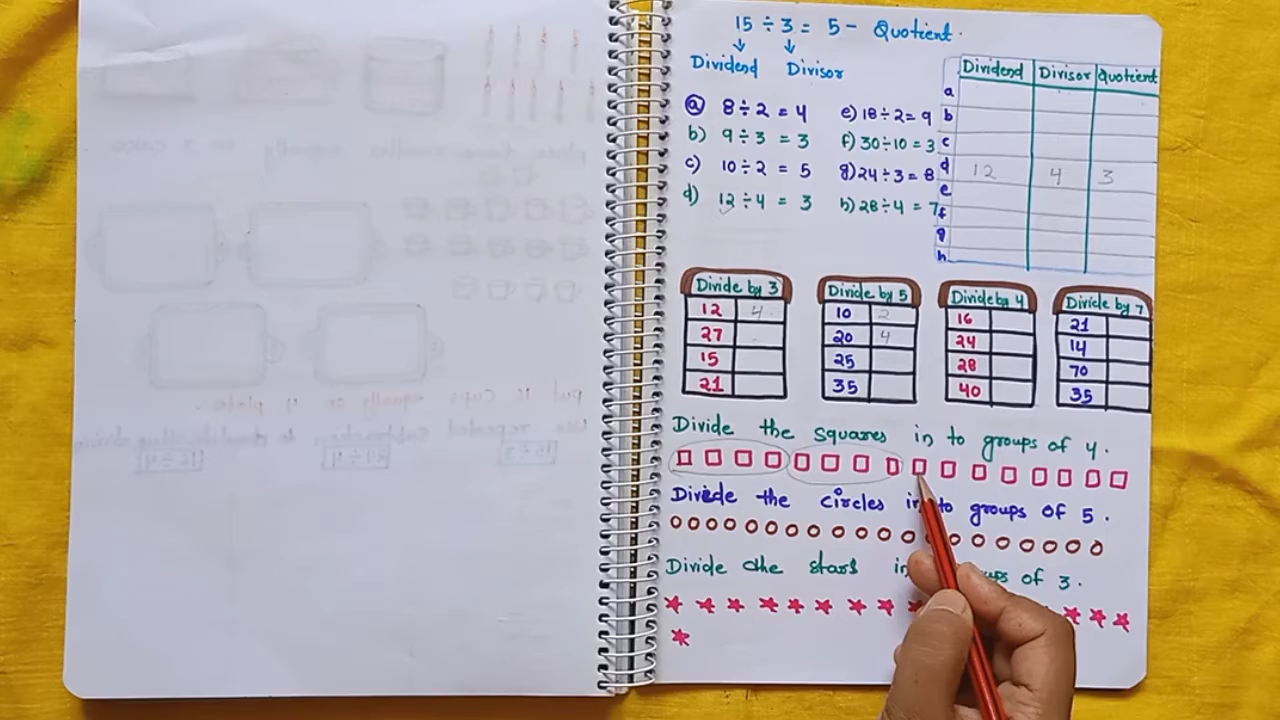 15 ÷ 3 = 5 - Quotient.
Dividend Divisor
a 8 ÷ 2 = 4
b) 9 ÷ 3 = 3
c) 10 ÷ 2 = 5
d) 12 ÷ 4 = 3
e) 18 ÷ 2 = 9
f) 30 ÷ 10 = 3
g) 24 ÷ 3 = 8
h) 28 ÷ 4 = 7
Dividend Divisor Quotient
a
b
c
d 12 4 3
e
f
g
h
Divide by 3
12 4
27
15
21
Divide by 5
10 2
20 4
25
35
Divide by 4
16
24
28
40
Divide by 7
21
14
70
35
Divide the squares in to groups of 4.
Divide the circles in to groups of 5.
Divide the stars of 3.